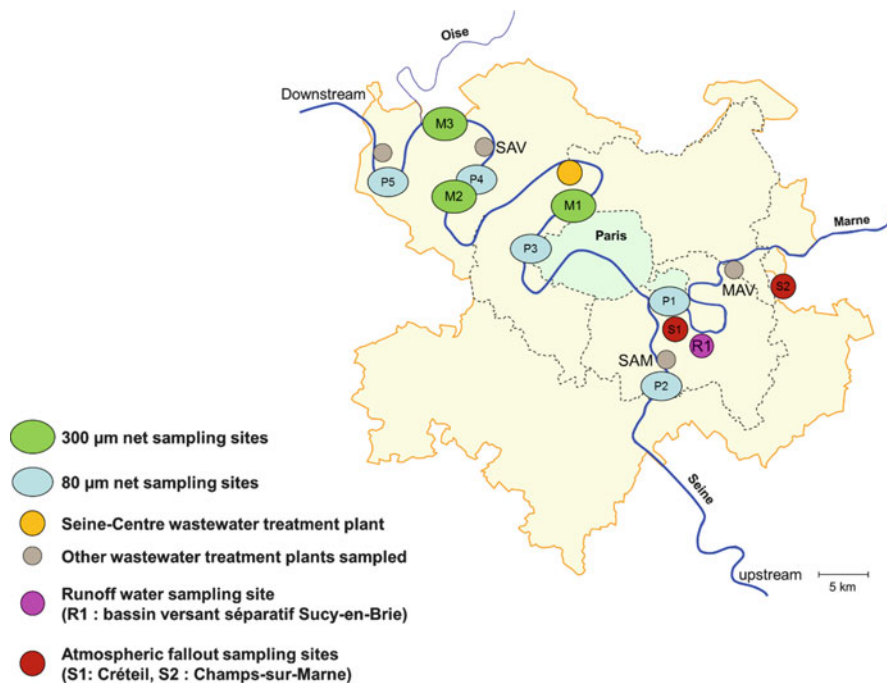 Oise
Downstream
M3
SAV
P5
P4
M2
M1
Marne
P3
Paris
MAV
S2
P1
S1
R1
SAM
P2
Seine
upstream
5 km
300 µm net sampling sites
80 µm net sampling sites
Seine-Centre wastewater treatment plant
Other wastewater treatment plants sampled
Runoff water sampling site
(R1 : bassin versant séparatif Sucy-en-Brie)
Atmospheric fallout sampling sites
(S1: Créteil, S2 : Champs-sur-Marne)